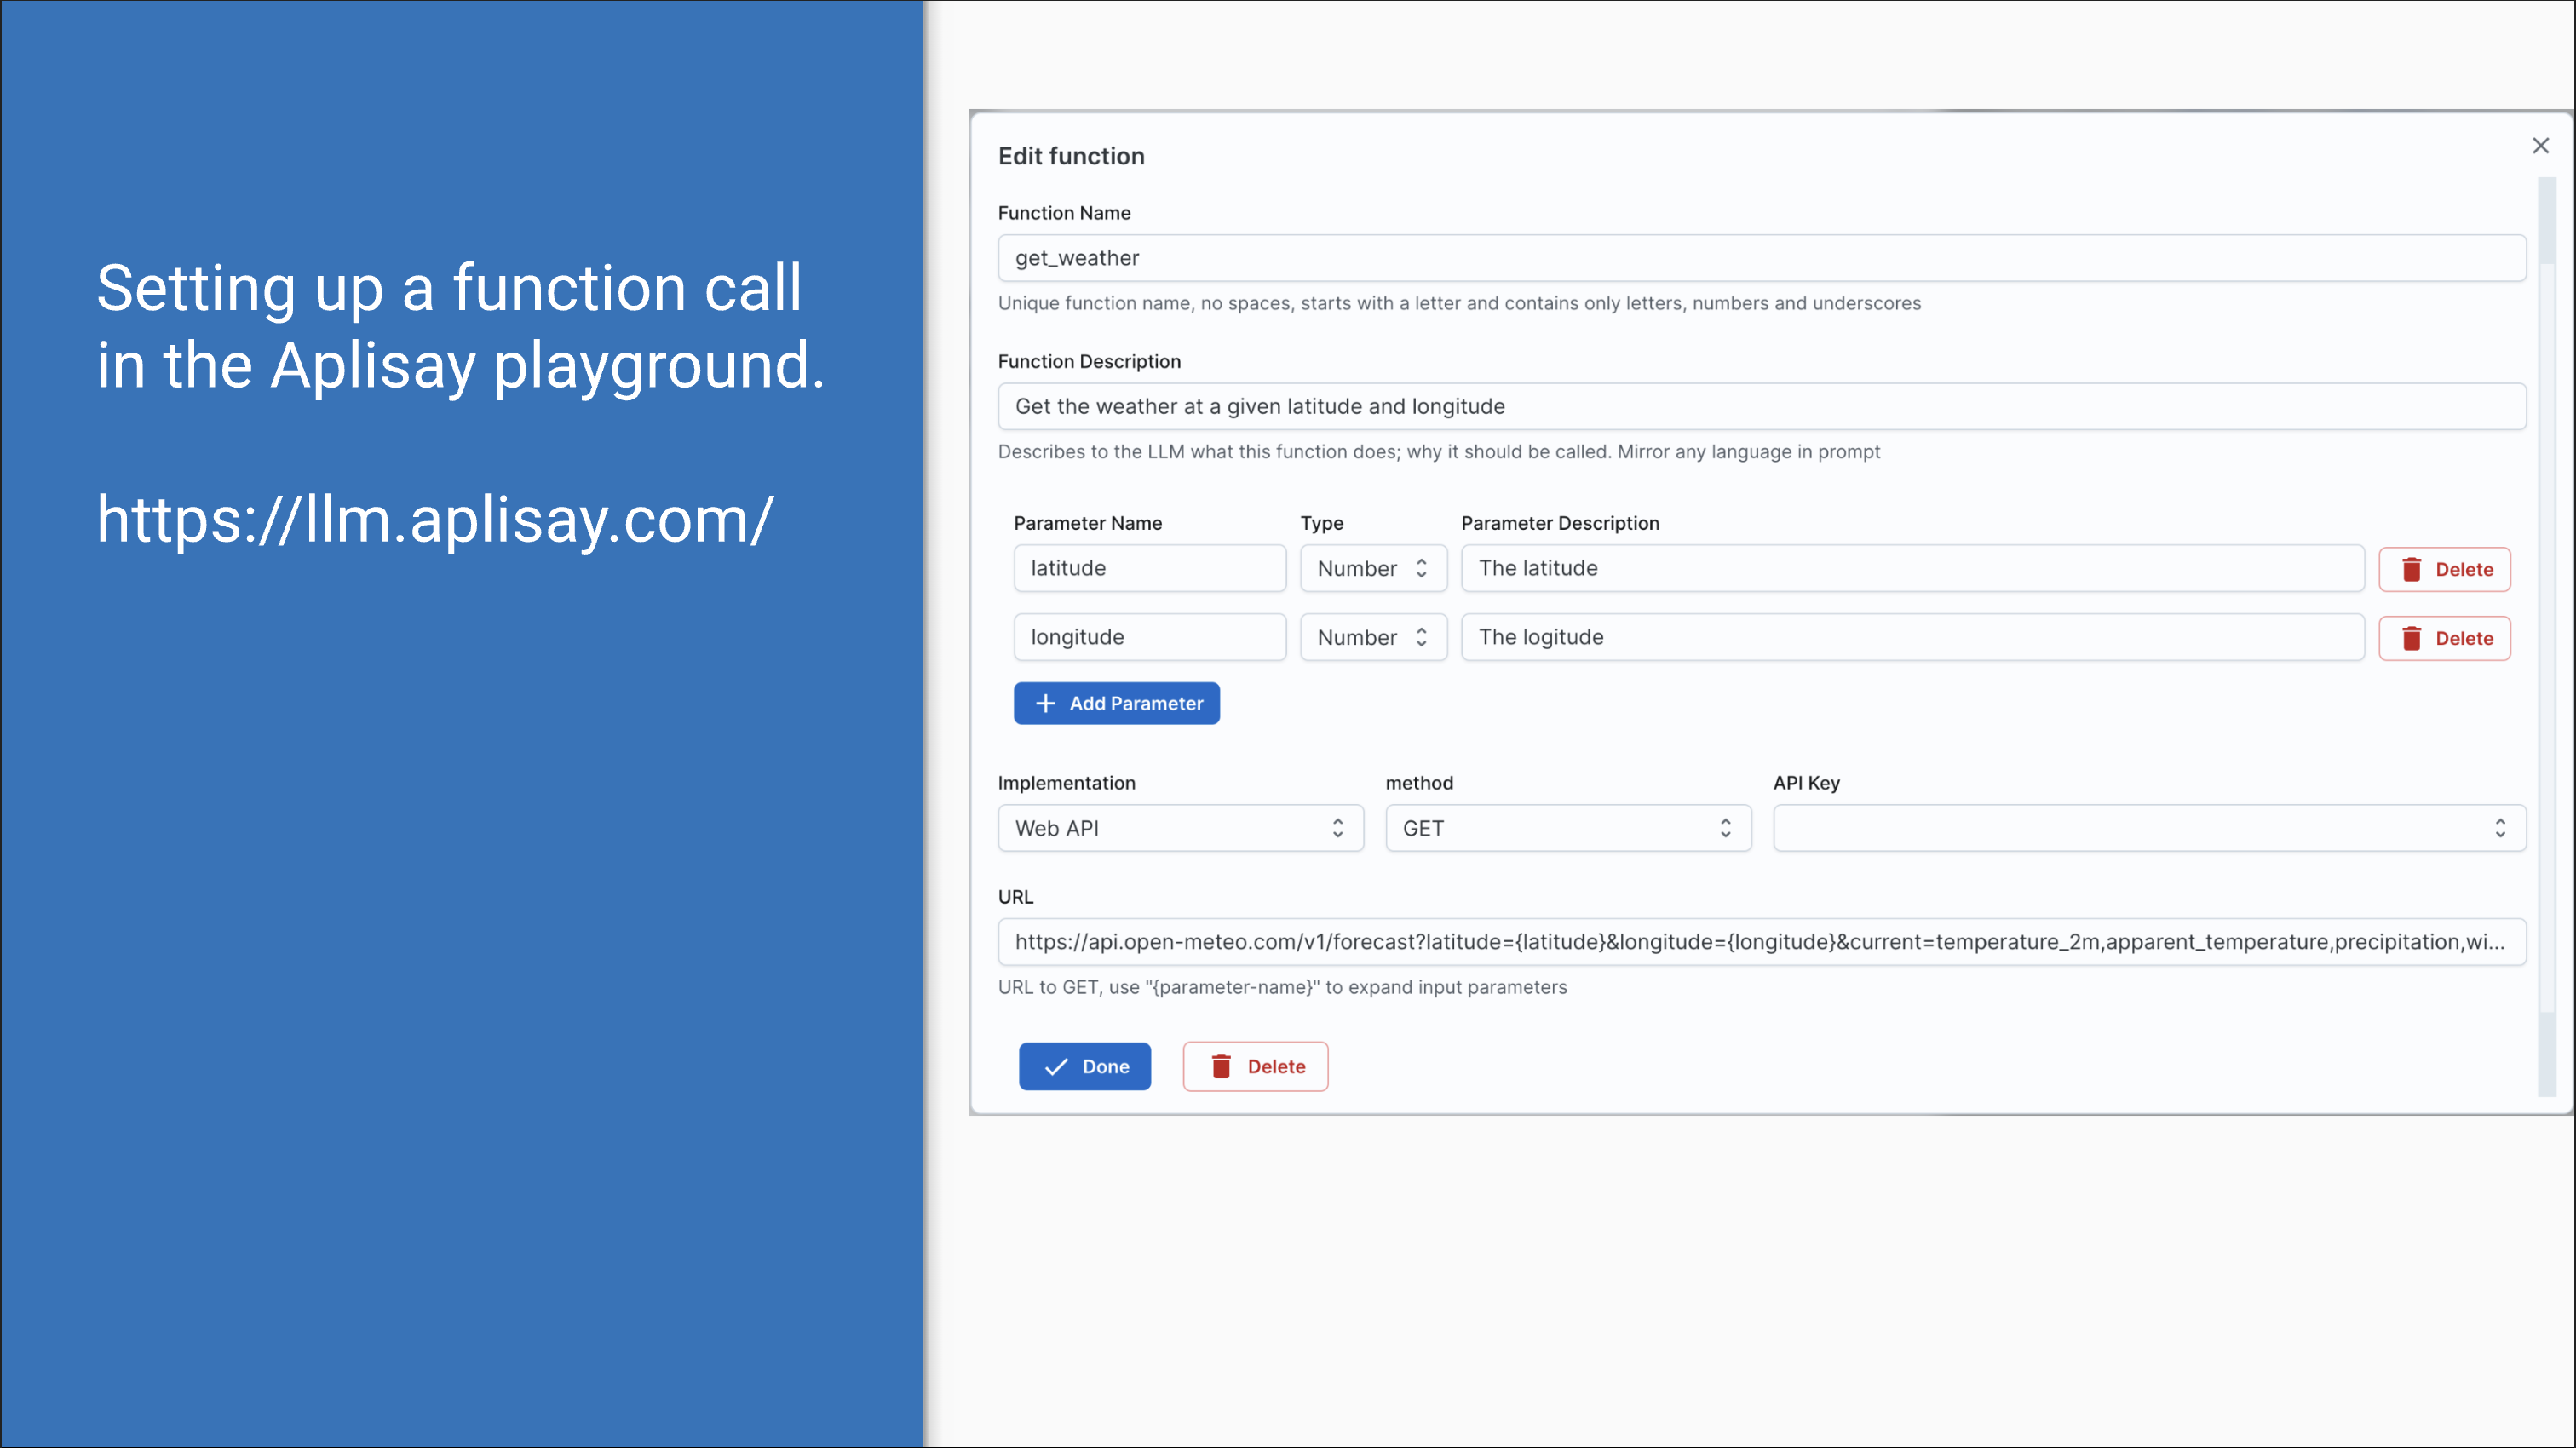 Setting up a function call
in the Aplisay playground.
https://llm.aplisay.com/
Edit function
Function Name
get_weather
Unique function name, no spaces, starts with a letter and contains only letters, numbers and underscores
Function Description
Get the weather at a given latitude and longitude
Describes to the LLM what this function does; why it should be called. Mirror any language in prompt
Parameter Name Type Parameter Description
latitude Number The latitude Delete
longitude Number The logitude Delete
Add Parameter
Implementation method API Key
Web API GET
URL
https://api.open-meteo.com/v1/forecast?latitude={latitude}&longitude={longitude}&current=temperature_2m,apparent_temperature,precipitation,wi...
URL to GET, use "{parameter-name}" to expand input parameters
Done Delete